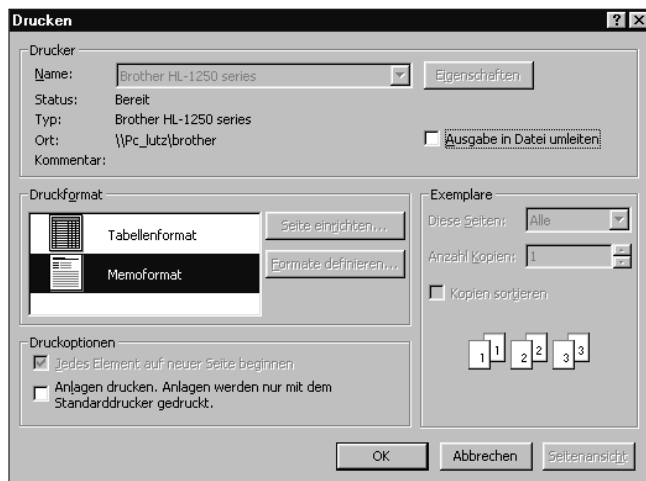 Drucken
Drucker
Name: Brother HL-1250 series Eigenschaften
Status: Bereit
Typ: Brother HL-1250 series
Ort: \\Pc_lutz\brother Ausgabe in Datei umleiten
Kommentar:
Druckformat
Tabellenformat
Memoformat
Seite einrichten...
Formate definieren...
Exemplare
Diese Seiten: Alle
Anzahl Kopien: 1
Kopien sortieren
1 1 2 2 3 3
Druckoptionen
Jedes Element auf neuer Seite beginnen
Anlagen drucken. Anlagen werden nur mit dem
Standarddrucker gedruckt.
OK Abbrechen Seitenansicht